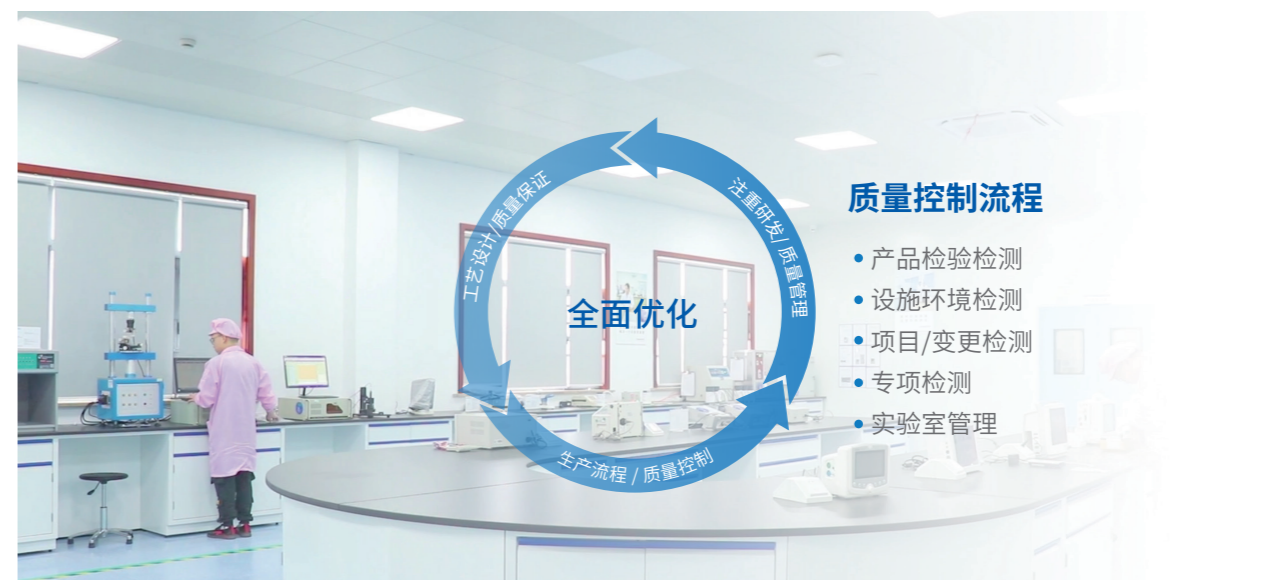 工艺设计/质量保证
注重研发/ 质量管理
全面优化
生产流程 / 质量控制
质量控制流程
• 产品检验检测
• 设施环境检测
• 项目/变更检测
• 专项检测
• 实验室管理